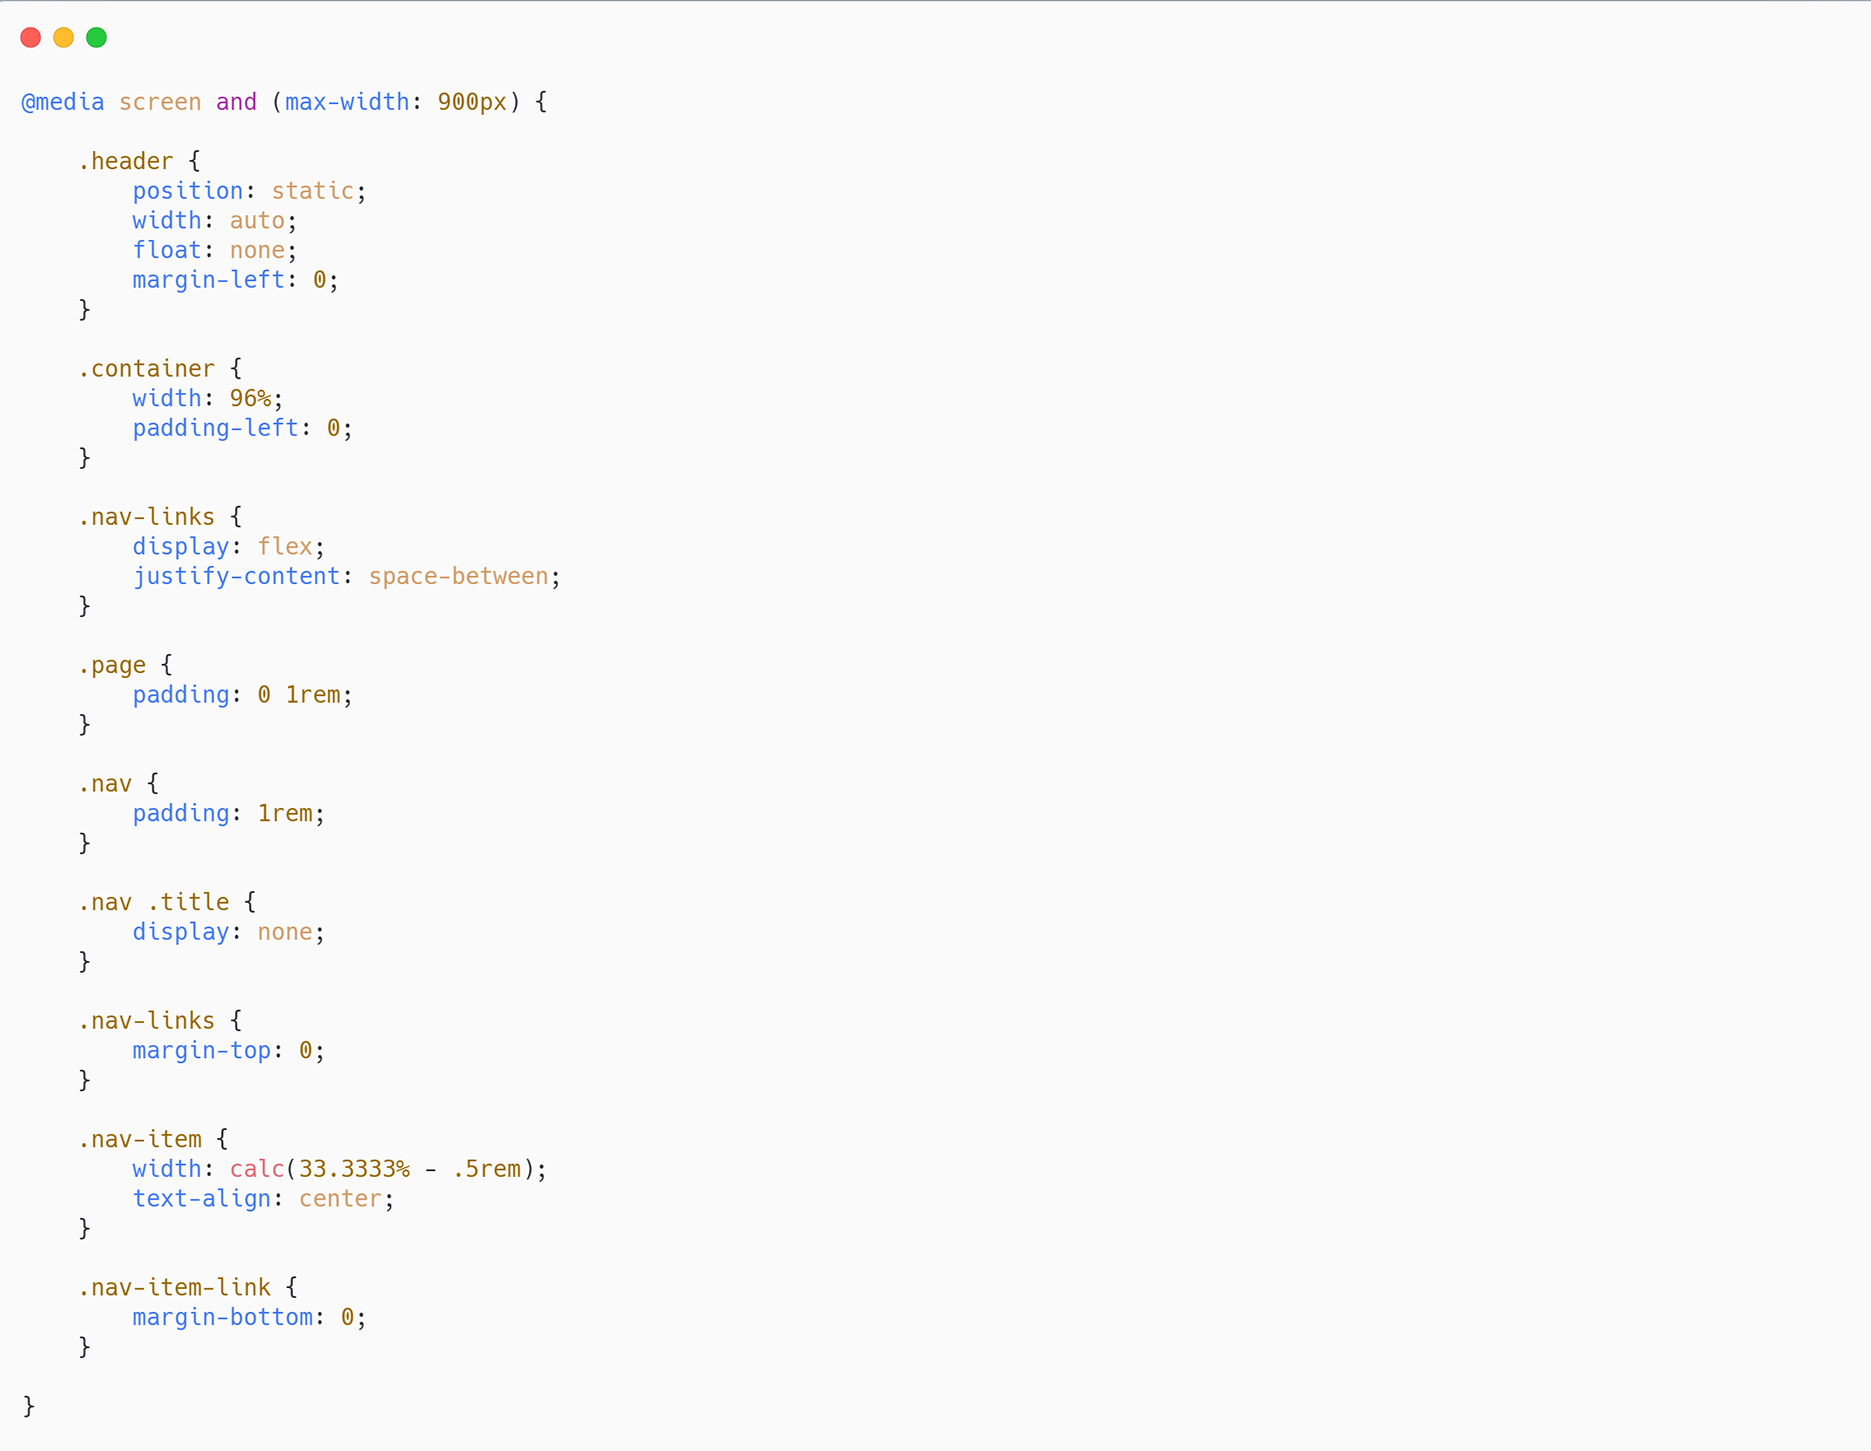 @media screen and (max-width: 900px) {

    .header {
        position: static;
        width: auto;
        float: none;
        margin-left: 0;
    }

    .container {
        width: 96%;
        padding-left: 0;
    }

    .nav-links {
        display: flex;
        justify-content: space-between;
    }

    .page {
        padding: 0 1rem;
    }

    .nav {
        padding: 1rem;
    }

    .nav .title {
        display: none;
    }

    .nav-links {
        margin-top: 0;
    }

    .nav-item {
        width: calc(33.3333% - .5rem);
        text-align: center;
    }

    .nav-item-link {
        margin-bottom: 0;
    }

}